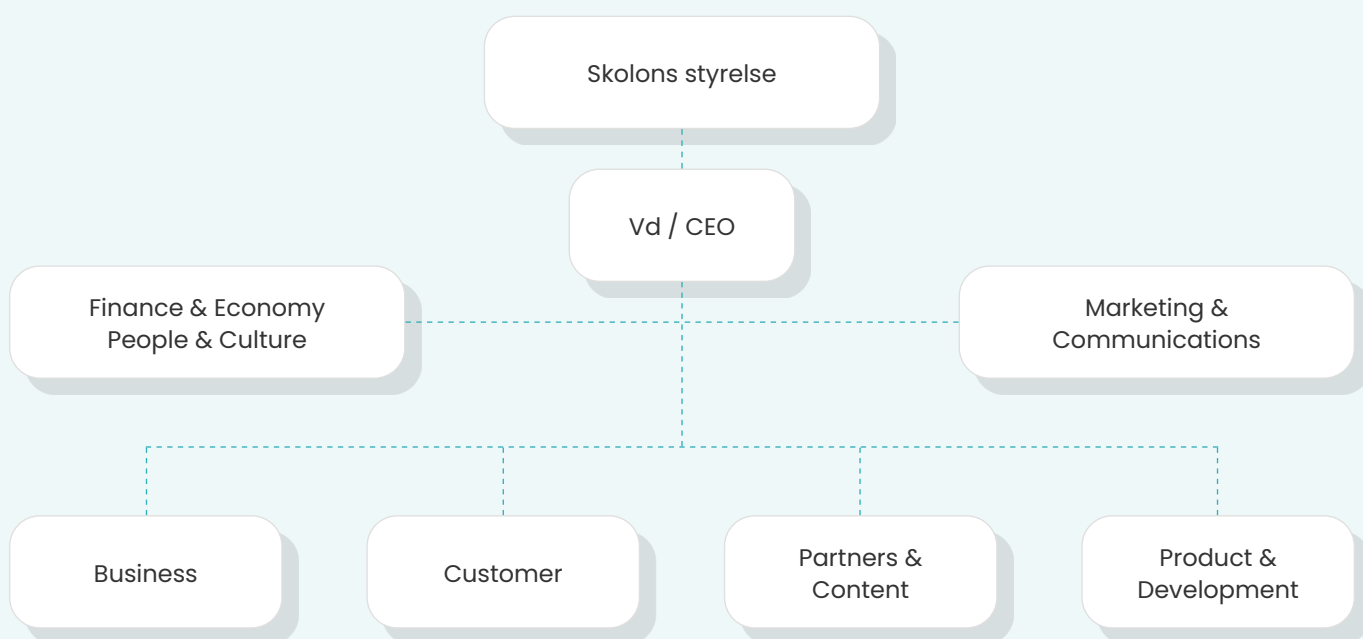 Skolons styrelse
Vd / CEO
Finance & Economy
People & Culture
Marketing &
Communications
Business
Customer
Partners &
Content
Product &
Development